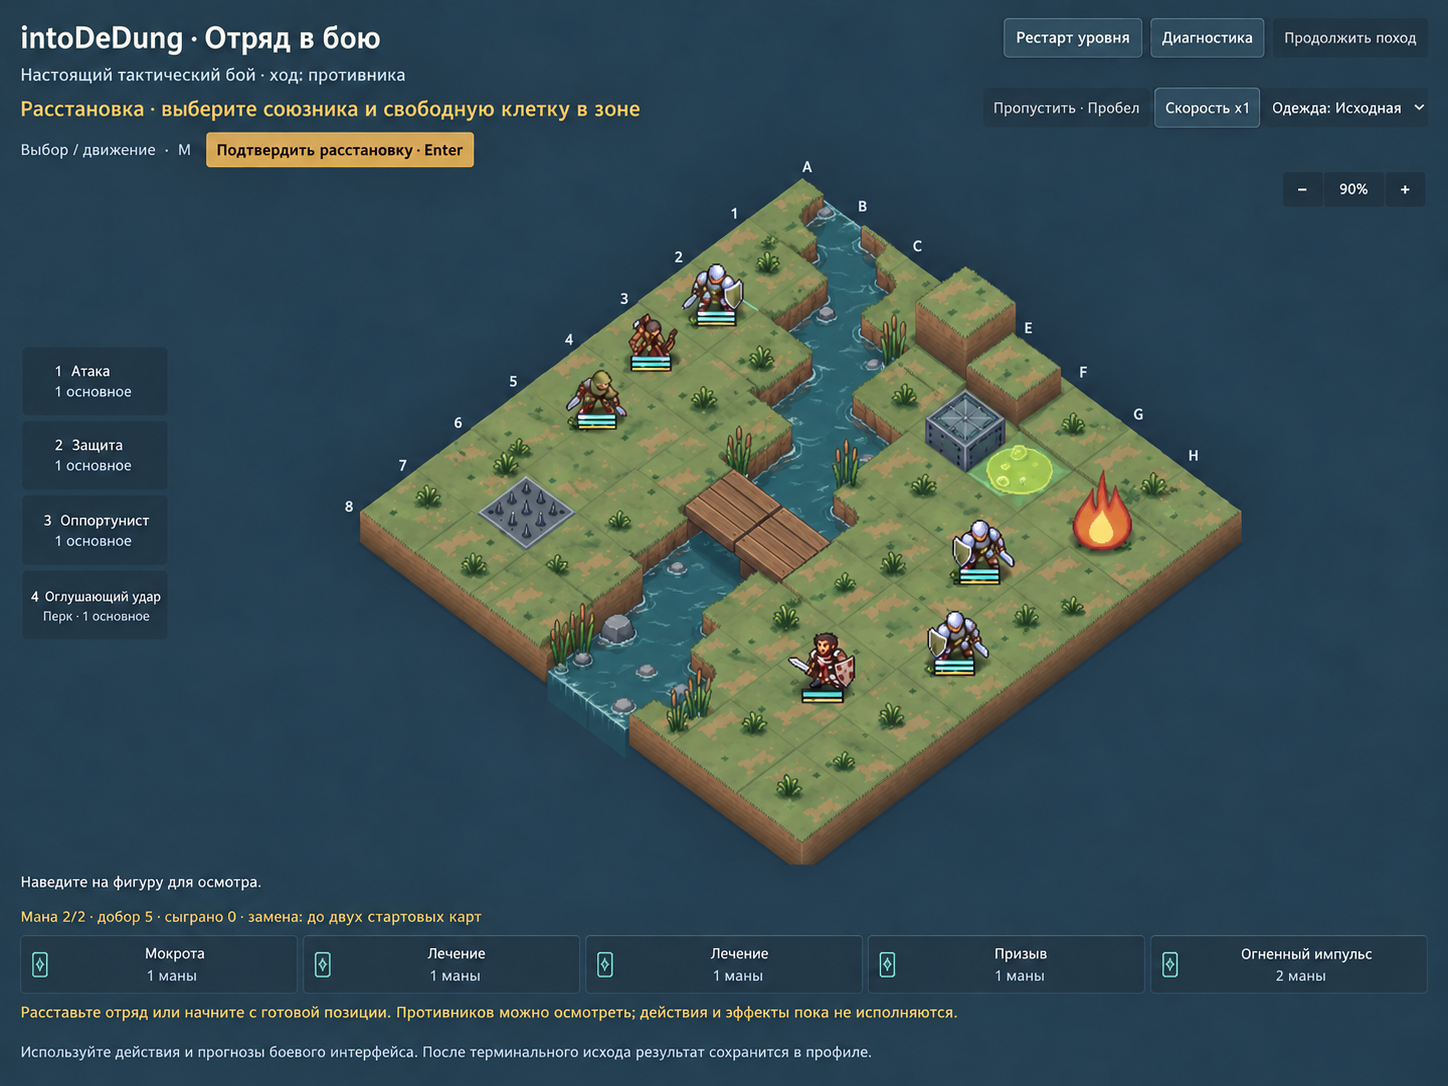 intoDeDung · Отряд в бою
Рестарт уровня
Диагностика
Продолжить поход
Настоящий тактический бой · ход: противника
Расстановка · выберите союзника и свободную клетку в зоне
Пропустить · Пробел
Скорость x1
Одежда: Исходная
Выбор / движение · М
Подтвердить расстановку · Enter
− 90% +
A
B
C
E
F
G
H
1
2
3
4
5
6
7
8
1 Атака
1 основное
2 Защита
1 основное
3 Оппортунист
1 основное
4 Оглушающий удар
Перк · 1 основное
Наведите на фигуру для осмотра.
Мана 2/2 · добор 5 · сыграно 0 · замена: до двух стартовых карт
Мокрота
1 маны
Лечение
1 маны
Лечение
1 маны
Призыв
1 маны
Огненный импульс
2 маны
Расставьте отряд или начните с готовой позиции. Противников можно осмотреть; действия и эффекты пока не исполняются.
Используйте действия и прогнозы боевого интерфейса. После терминального исхода результат сохранится в профиле.